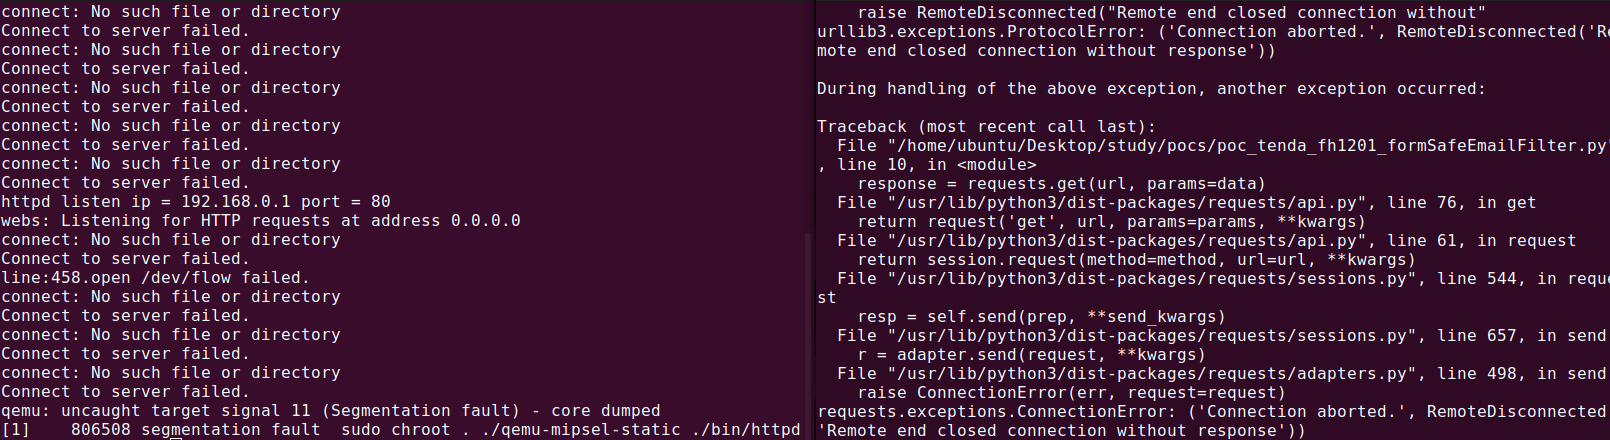 connect: No such file or directory
Connect to server failed.
connect: No such file or directory
Connect to server failed.
connect: No such file or directory
Connect to server failed.
connect: No such file or directory
Connect to server failed.
connect: No such file or directory
Connect to server failed.
httpd listen ip = 192.168.0.1 port = 80
webs: Listening for HTTP requests at address 0.0.0.0
connect: No such file or directory
Connect to server failed.
line:458.open /dev/flow failed.
connect: No such file or directory
Connect to server failed.
connect: No such file or directory
Connect to server failed.
connect: No such file or directory
Connect to server failed.
qemu: uncaught target signal 11 (Segmentation fault) - core dumped
[1]    806508 segmentation fault  sudo chroot . ./qemu-mipsel-static ./bin/httpd
    raise RemoteDisconnected("Remote end closed connection without"
urllib3.exceptions.ProtocolError: ('Connection aborted.', RemoteDisconnected('Re
mote end closed connection without response'))
During handling of the above exception, another exception occurred:
Traceback (most recent call last):
  File "/home/ubuntu/Desktop/study/pocs/poc_tenda_fh1201_formSafeEmailFilter.py"
, line 10, in <module>
    response = requests.get(url, params=data)
  File "/usr/lib/python3/dist-packages/requests/api.py", line 76, in get
    return request('get', url, params=params, **kwargs)
  File "/usr/lib/python3/dist-packages/requests/api.py", line 61, in request
    return session.request(method=method, url=url, **kwargs)
  File "/usr/lib/python3/dist-packages/requests/sessions.py", line 544, in reque
st
    resp = self.send(prep, **send_kwargs)
  File "/usr/lib/python3/dist-packages/requests/sessions.py", line 657, in send
    r = adapter.send(request, **kwargs)
  File "/usr/lib/python3/dist-packages/requests/adapters.py", line 498, in send
    raise ConnectionError(err, request=request)
requests.exceptions.ConnectionError: ('Connection aborted.', RemoteDisconnected
'Remote end closed connection without response'))